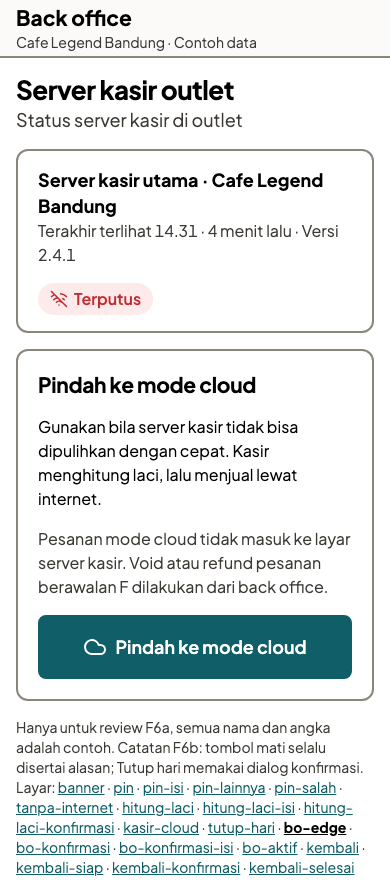 Back office
Cafe Legend Bandung · Contoh data
Server kasir outlet
Status server kasir di outlet
Server kasir utama · Cafe Legend
Bandung
Terakhir terlihat 14.31 · 4 menit lalu · Versi
2.4.1
Terputus
Pindah ke mode cloud
Gunakan bila server kasir tidak bisa
dipulihkan dengan cepat. Kasir
menghitung laci, lalu menjual lewat
internet.
Pesanan mode cloud tidak masuk ke layar
server kasir. Void atau refund pesanan
berawalan F dilakukan dari back office.
Pindah ke mode cloud
Hanya untuk review F6a, semua nama dan angka
adalah contoh. Catatan F6b: tombol mati selalu
disertai alasan; Tutup hari memakai dialog konfirmasi.
Layar: banner · pin · pin-isi · pin-lainnya · pin-salah ·
tanpa-internet · hitung-laci · hitung-laci-isi · hitung-
laci-konfirmasi · kasir-cloud · tutup-hari · bo-edge ·
bo-konfirmasi · bo-konfirmasi-isi · bo-aktif · kembali ·
kembali-siap · kembali-konfirmasi · kembali-selesai